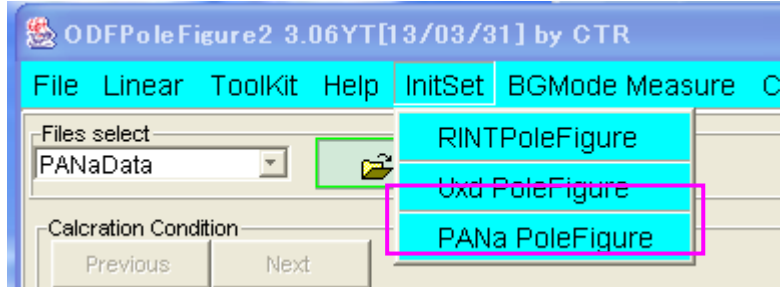 ODFPoleFigure2 3.06YT[13/03/31] by CTR
File Linear ToolKit Help InitSet BGMode Measure C
Files select
PANaData
RINTPoleFigure
Uxd PoleFigure
PANa PoleFigure
Calcration Condition
Previous Next